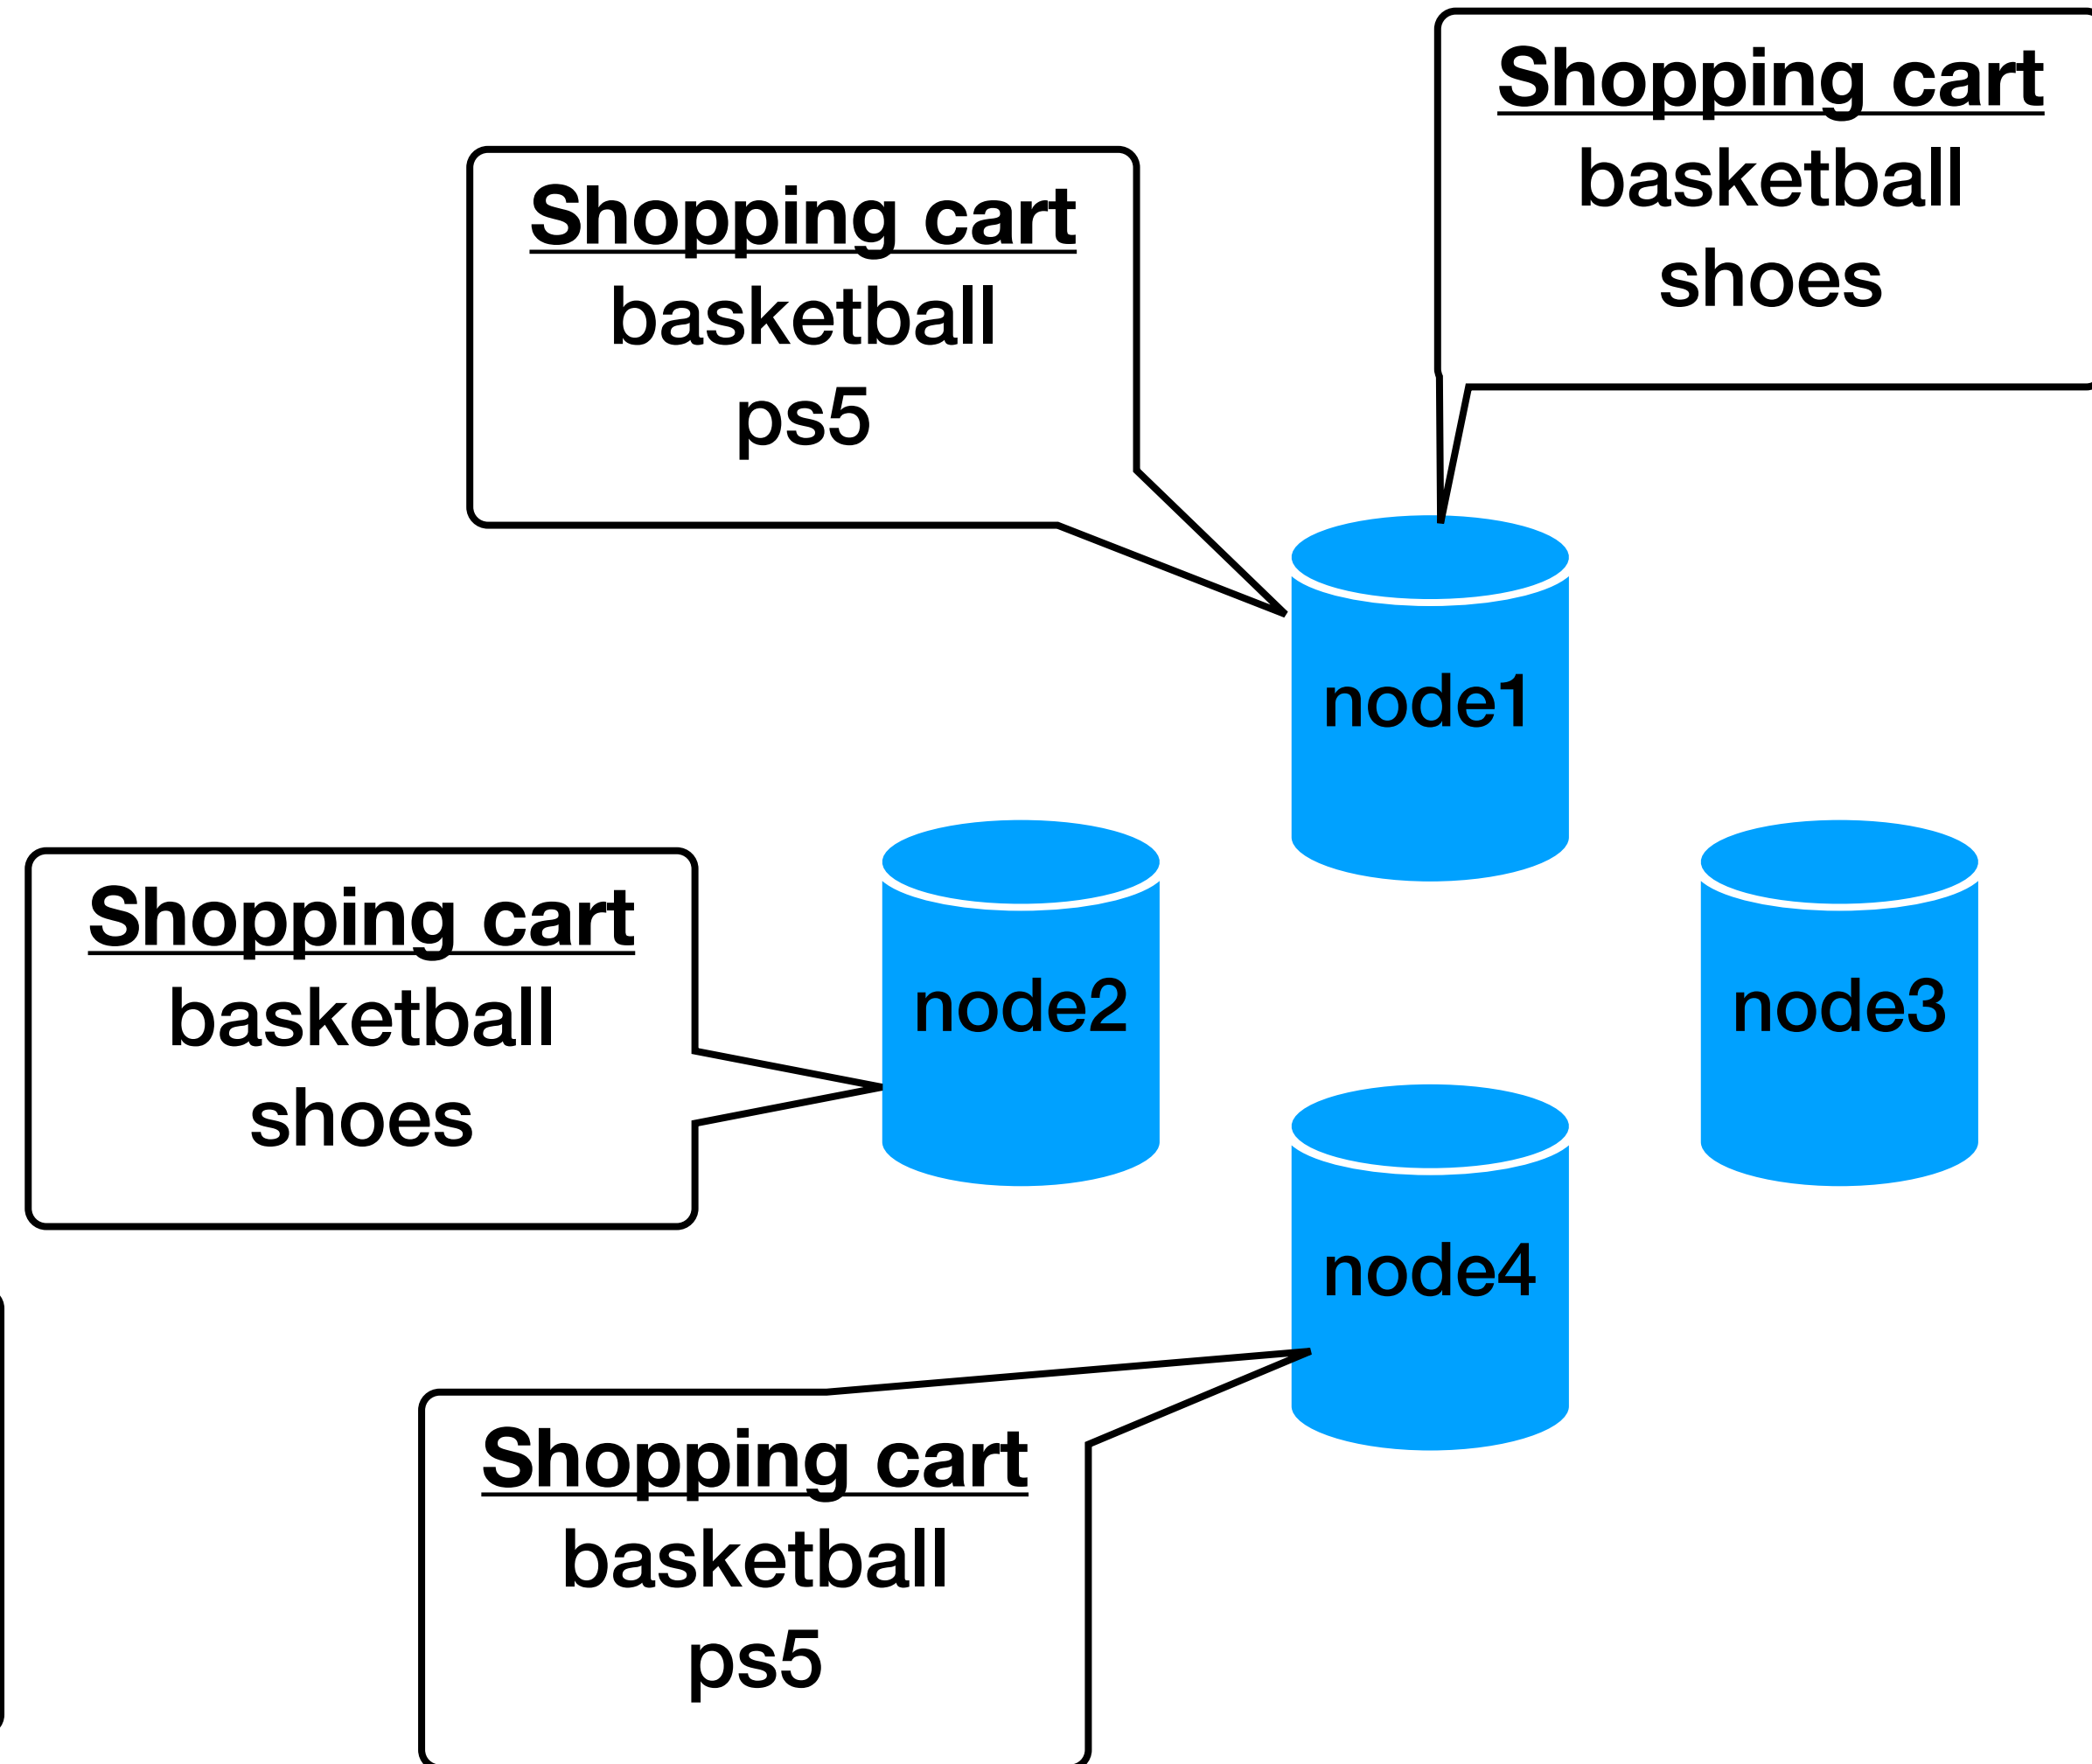 Shopping cart
basketball
shoes
Shopping cart
basketball
ps5
node1
Shopping cart
basketball
shoes
node2
node3
node4
Shopping cart
basketball
ps5